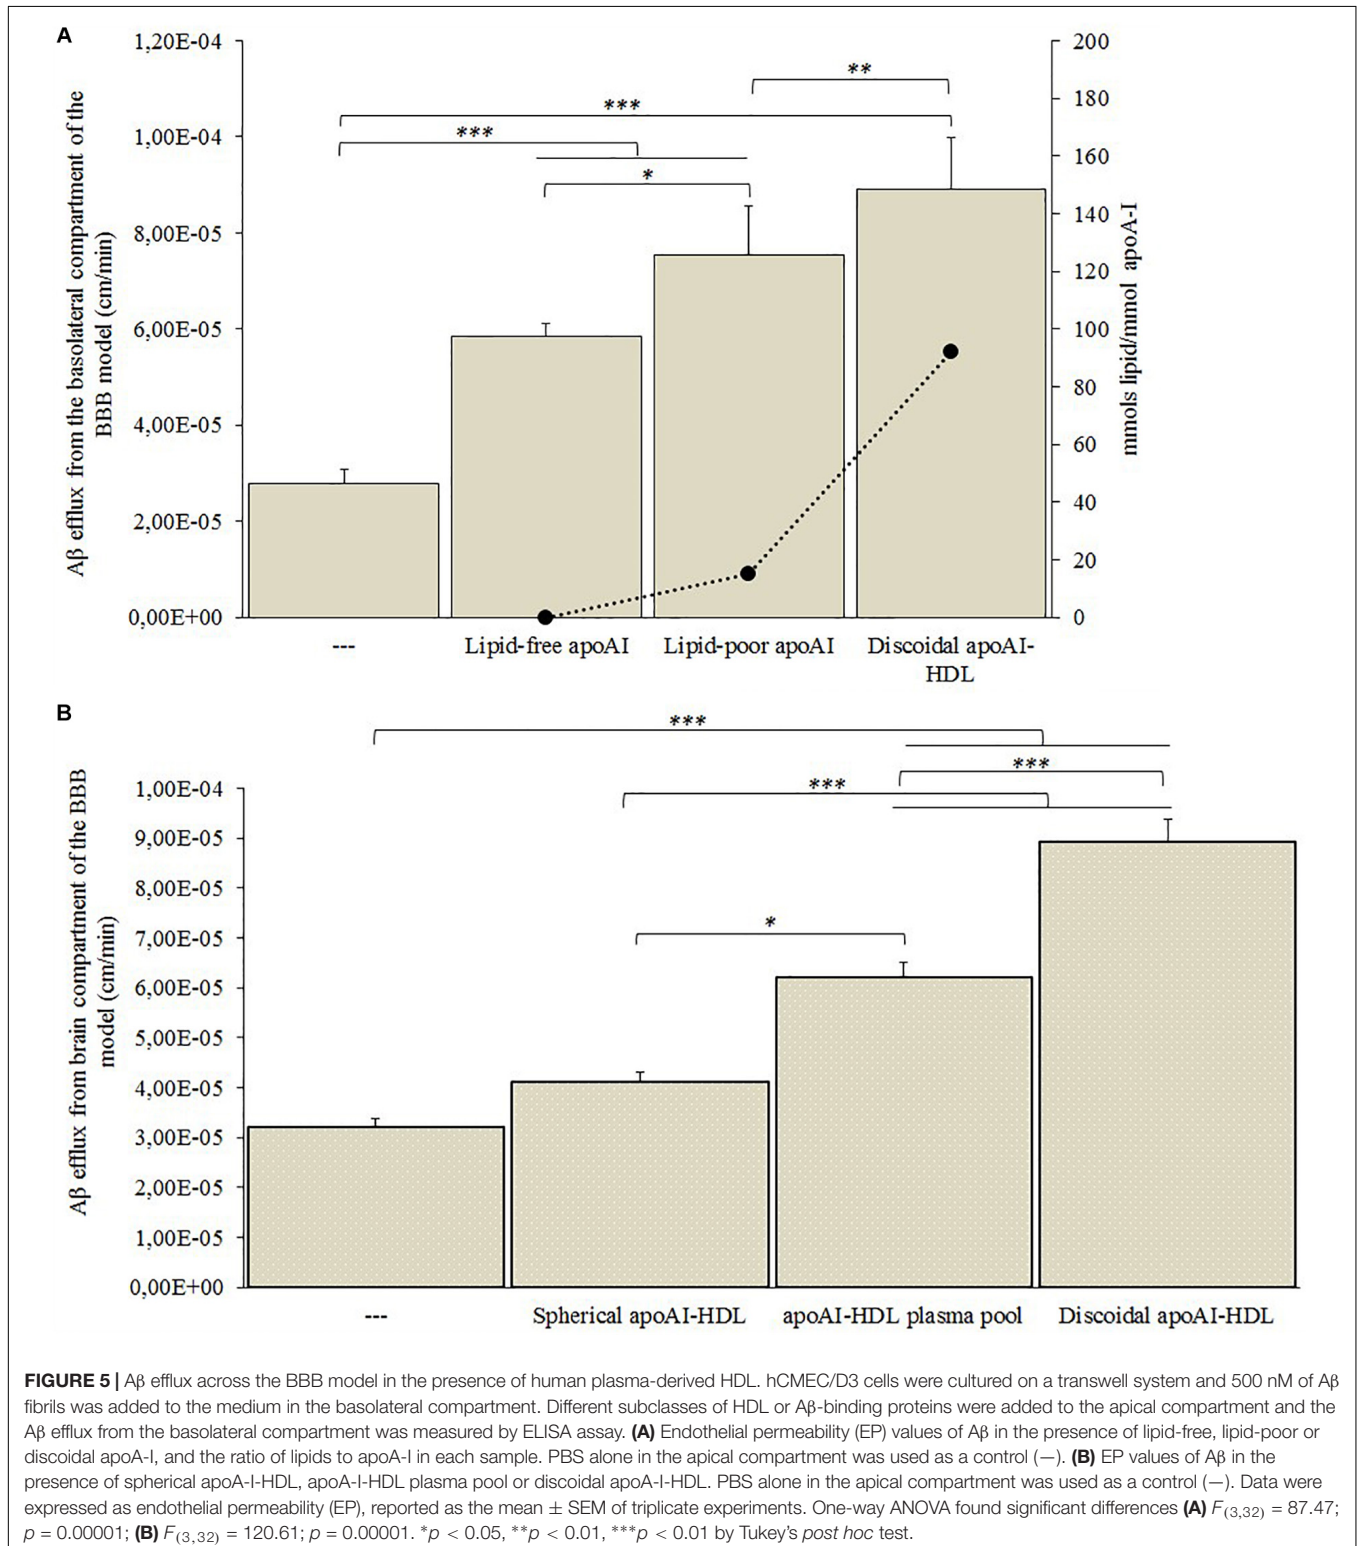 A
1,20E-04
1,00E-04
8,00E-05
6,00E-05
4,00E-05
2,00E-05
0,00E+00
Aβ efflux from the basolateral compartment of the
BBB model (cm/min)
200
180
160
140
120
100
80
60
40
20
0
mmols lipid/mmol apoA-I
**
***
***
*
---
Lipid-free apoAI
Lipid-poor apoAI
Discoidal apoAI-
HDL
B
1,00E-04
9,00E-05
8,00E-05
7,00E-05
6,00E-05
5,00E-05
4,00E-05
3,00E-05
2,00E-05
1,00E-05
0,00E+00
Aβ efflux from brain compartment of the BBB
model (cm/min)
***
***
***
*
---
Spherical apoAI-HDL
apoAI-HDL plasma pool
Discoidal apoAI-HDL
FIGURE 5 | Aβ efflux across the BBB model in the presence of human plasma-derived HDL. hCMEC/D3 cells were cultured on a transwell system and 500 nM of Aβ
fibrils was added to the medium in the basolateral compartment. Different subclasses of HDL or Aβ-binding proteins were added to the apical compartment and the
Aβ efflux from the basolateral compartment was measured by ELISA assay. (A) Endothelial permeability (EP) values of Aβ in the presence of lipid-free, lipid-poor or
discoidal apoA-I, and the ratio of lipids to apoA-I in each sample. PBS alone in the apical compartment was used as a control (—). (B) EP values of Aβ in the
presence of spherical apoA-I-HDL, apoA-I-HDL plasma pool or discoidal apoA-I-HDL. PBS alone in the apical compartment was used as a control (—). Data were
expressed as endothelial permeability (EP), reported as the mean ± SEM of triplicate experiments. One-way ANOVA found significant differences (A) F(3,32) = 87.47;
p = 0.00001; (B) F(3,32) = 120.61; p = 0.00001. *p < 0.05, **p < 0.01, ***p < 0.01 by Tukey's post hoc test.